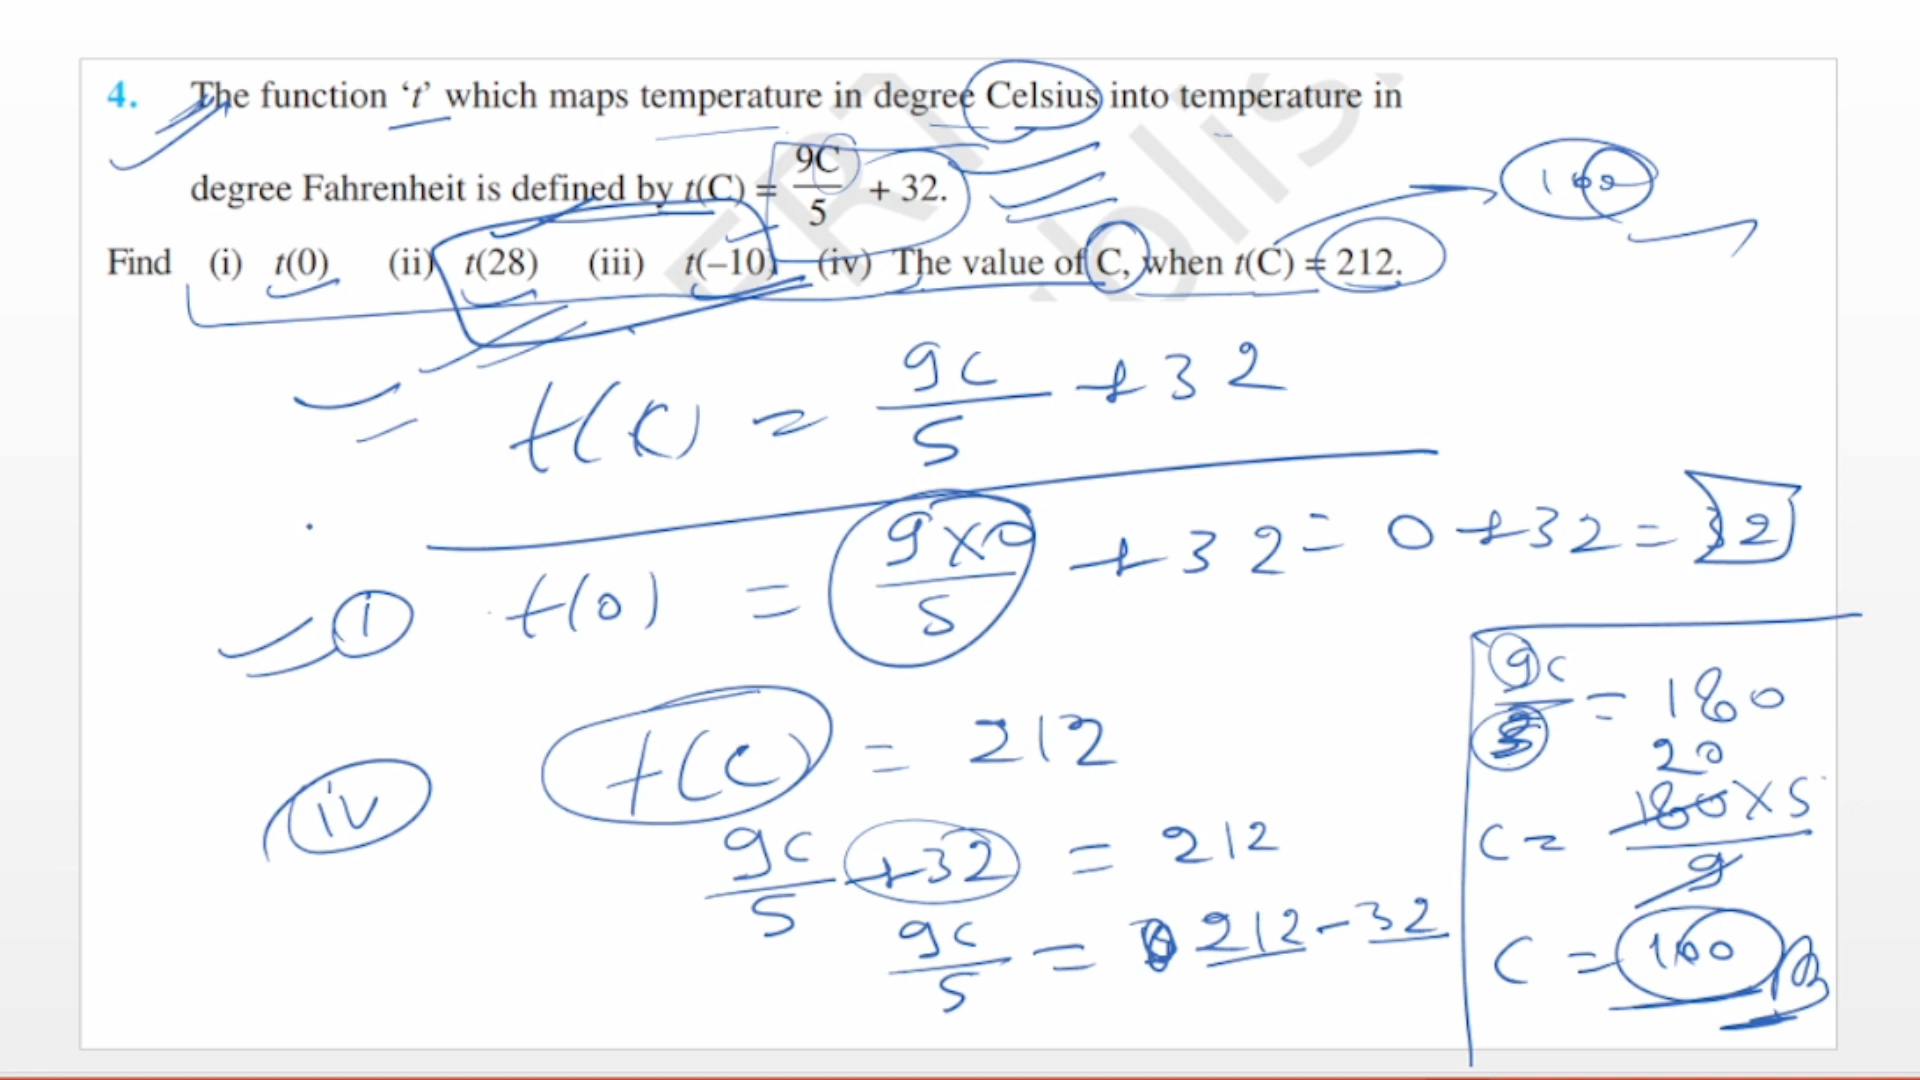 4. The function ‘t’ which maps temperature in degree Celsius into temperature in
degree Fahrenheit is defined by t(C) = 9C/5 + 32.
Find (i) t(0) (ii) t(28) (iii) t(–10) (iv) The value of C, when t(C) = 212.
100
t(C) = 9C/5 + 32
(i) t(0) = 9×0/5 + 32 = 0 + 32 = 32
(iv) t(C) = 212
9C/5 + 32 = 212
9C/5 = 212 - 32
9C/5 = 180
20
C = 180×5/9
C = 100